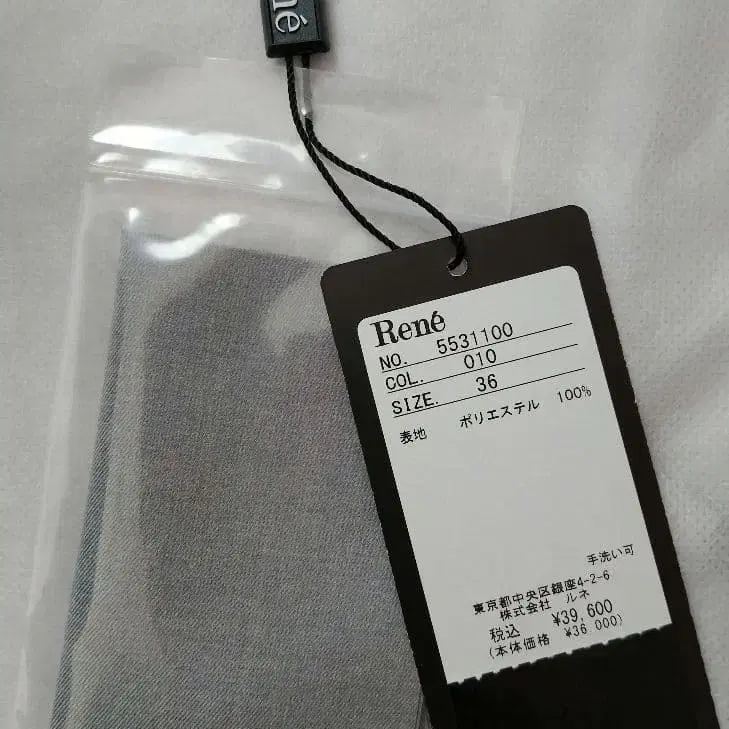 né
René
NO. 5531100
COL. 010
SIZE. 36
表地 ポリエステル 100%
手洗い可
東京都中央区銀座4-2-6
株式会社 ルネ
税込 ¥39,600
(本体価格 ¥36,000)